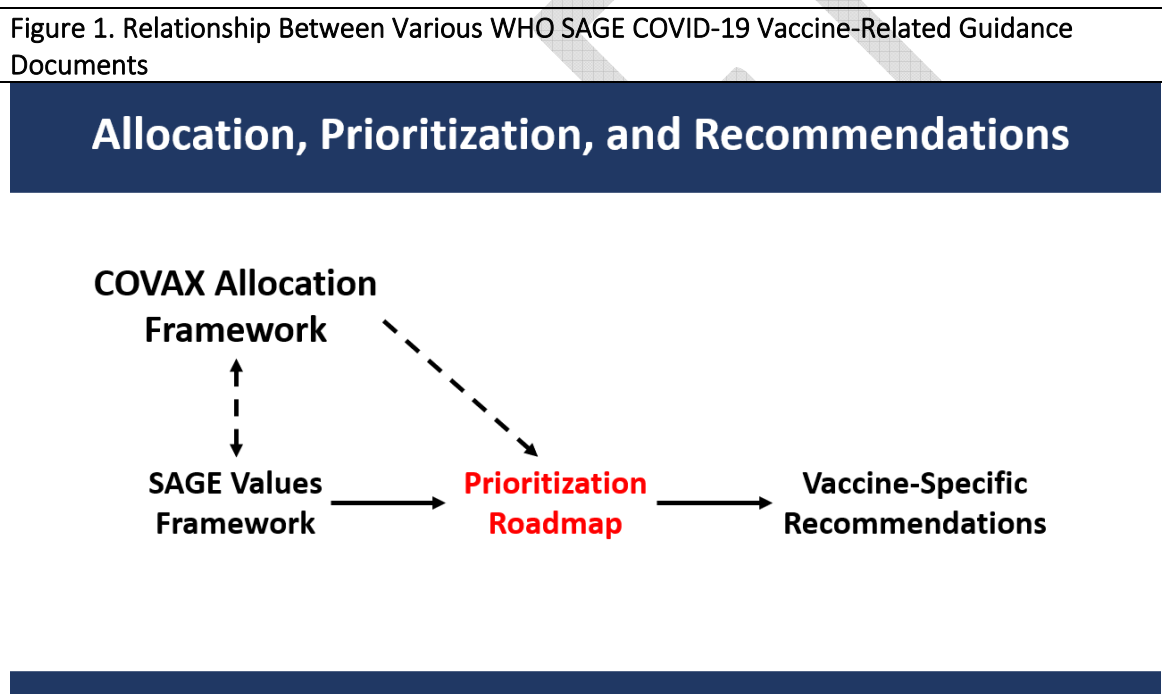 Figure 1. Relationship Between Various WHO SAGE COVID-19 Vaccine-Related Guidance
Documents
Allocation, Prioritization, and Recommendations
COVAX Allocation
Framework
SAGE Values
Framework
Prioritization
Roadmap
Vaccine-Specific
Recommendations